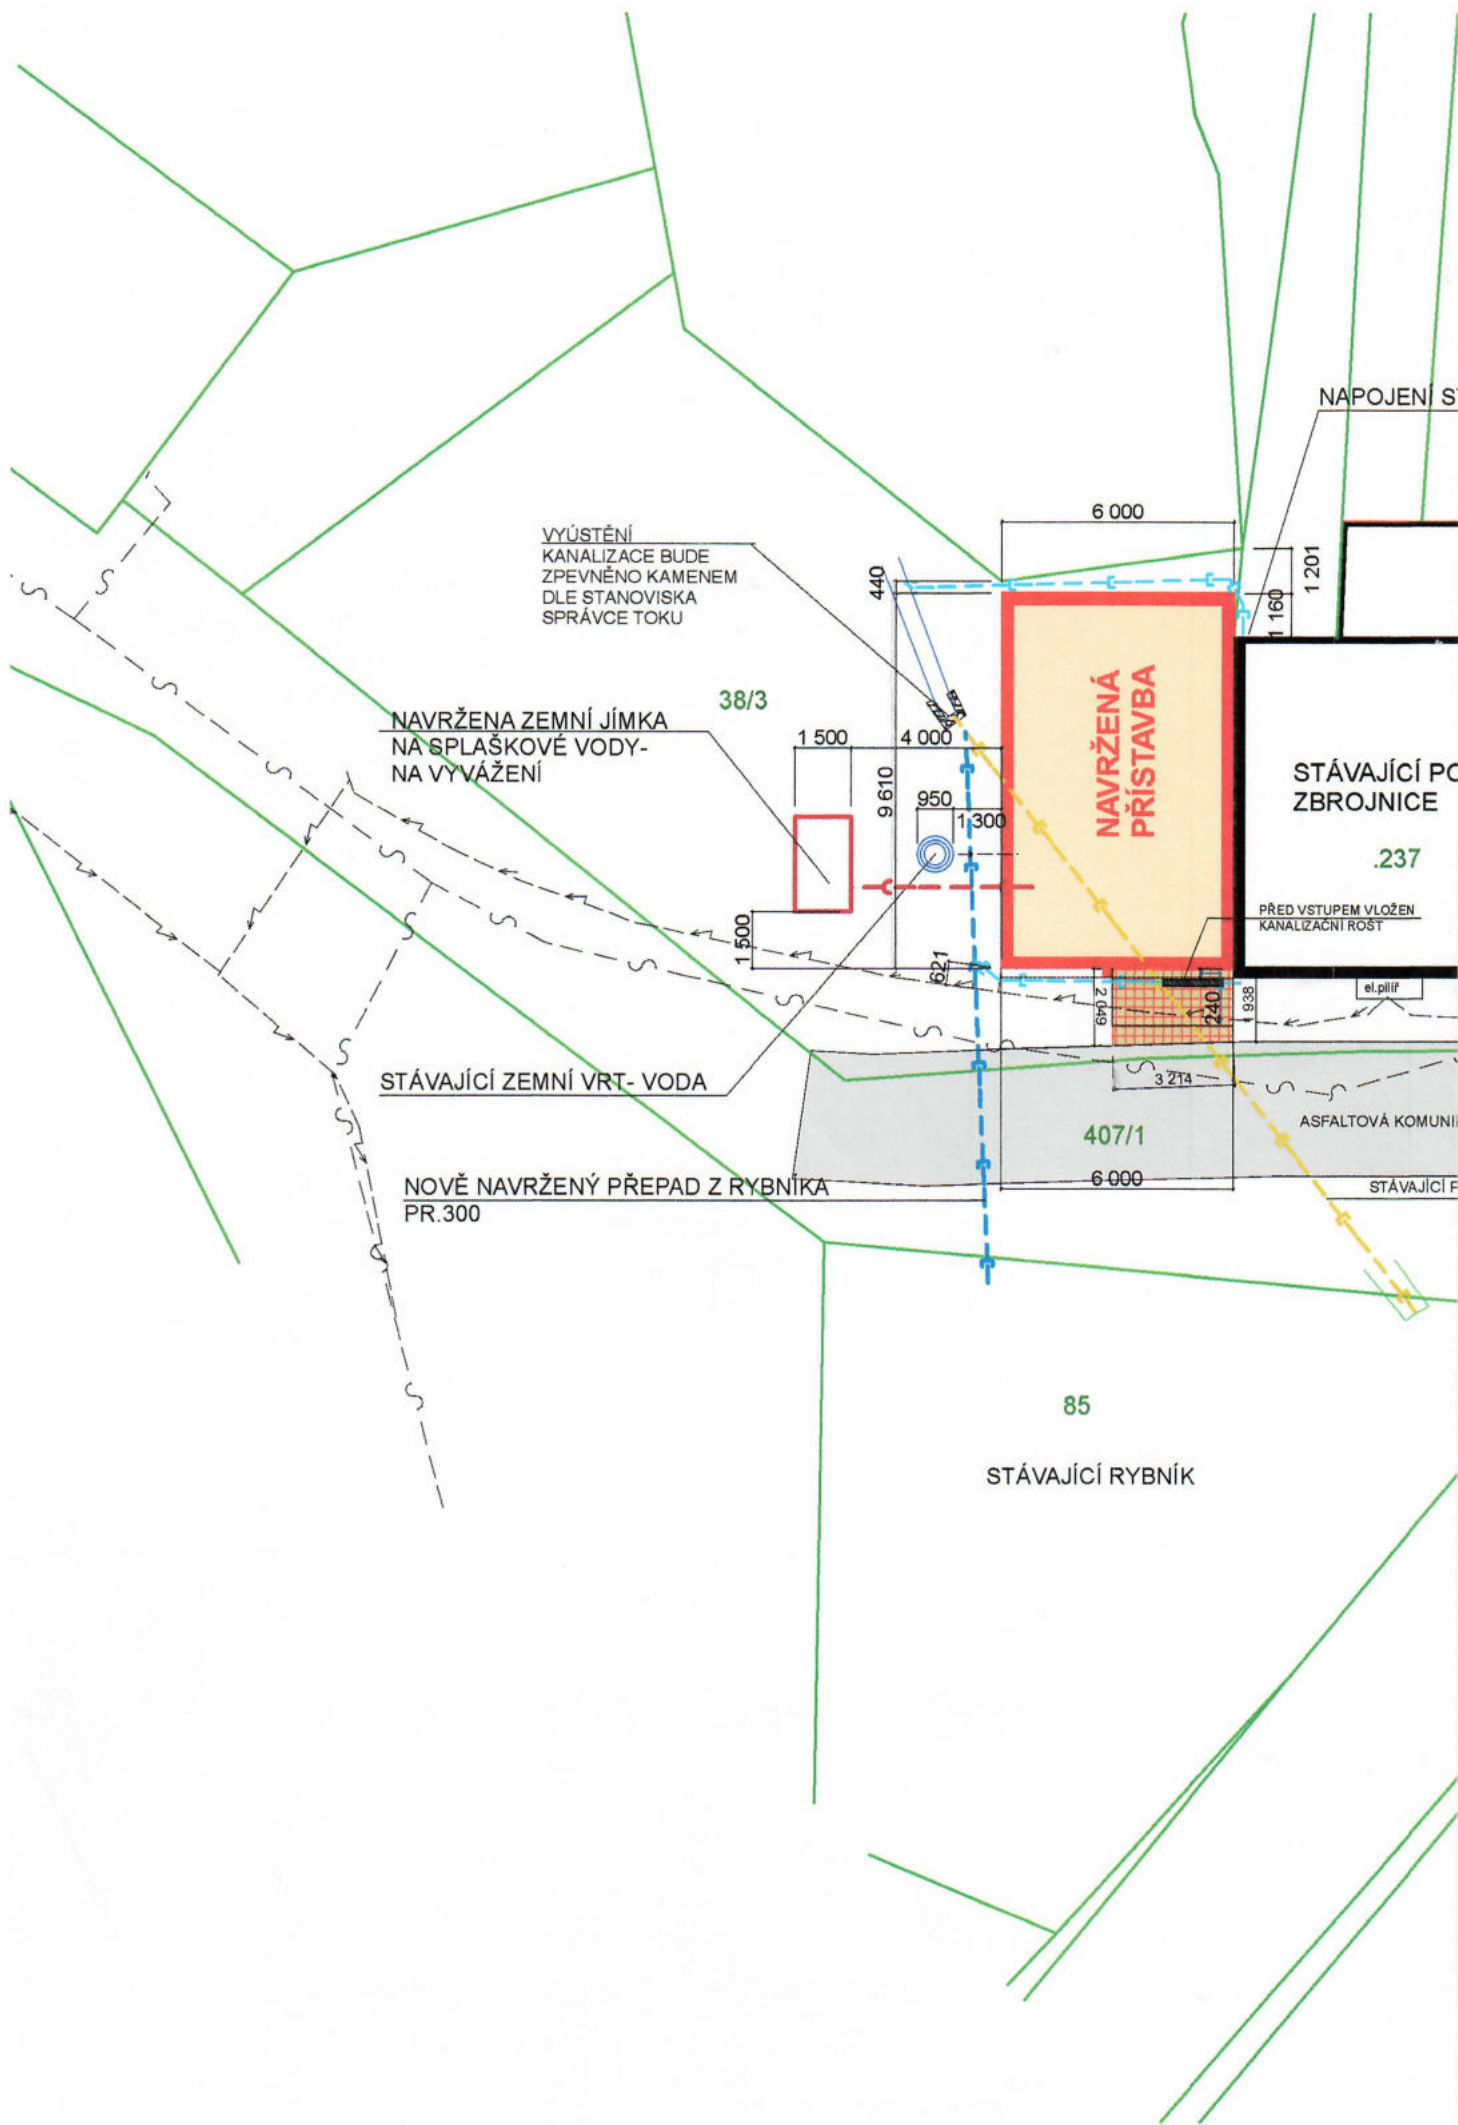 NAPOJENÍ
6 000
1 201
1 160
440
VYÚSTĚNÍ
KANALIZACE BUDE
ZPEVNĚNO KAMENEM
DLE STANOVISKA
SPRÁVCE TOKU
38/3
NAVRŽENA ZEMNÍ JÍMKA
NA SPLAŠKOVÉ VODY-
NA VYVÁŽENÍ
1 500
4 000
9 610
950
1 300
NAVRŽENÁ
PŘÍSTAVBA
STÁVAJÍCÍ
ZBROJNICE
.237
PŘED VSTUPEM VLOŽEN
KANALIZAČNÍ ROŠT
1 500
621
2 049
240
938
el.pilíř
STÁVAJÍCÍ ZEMNÍ VRT- VODA
3 214
ASFALTOVÁ
407/1
6 000
NOVĚ NAVRŽENÝ PŘEPAD Z RYBNÍKA
PR.300
STÁVAJÍCÍ
85
STÁVAJÍCÍ RYBNÍK